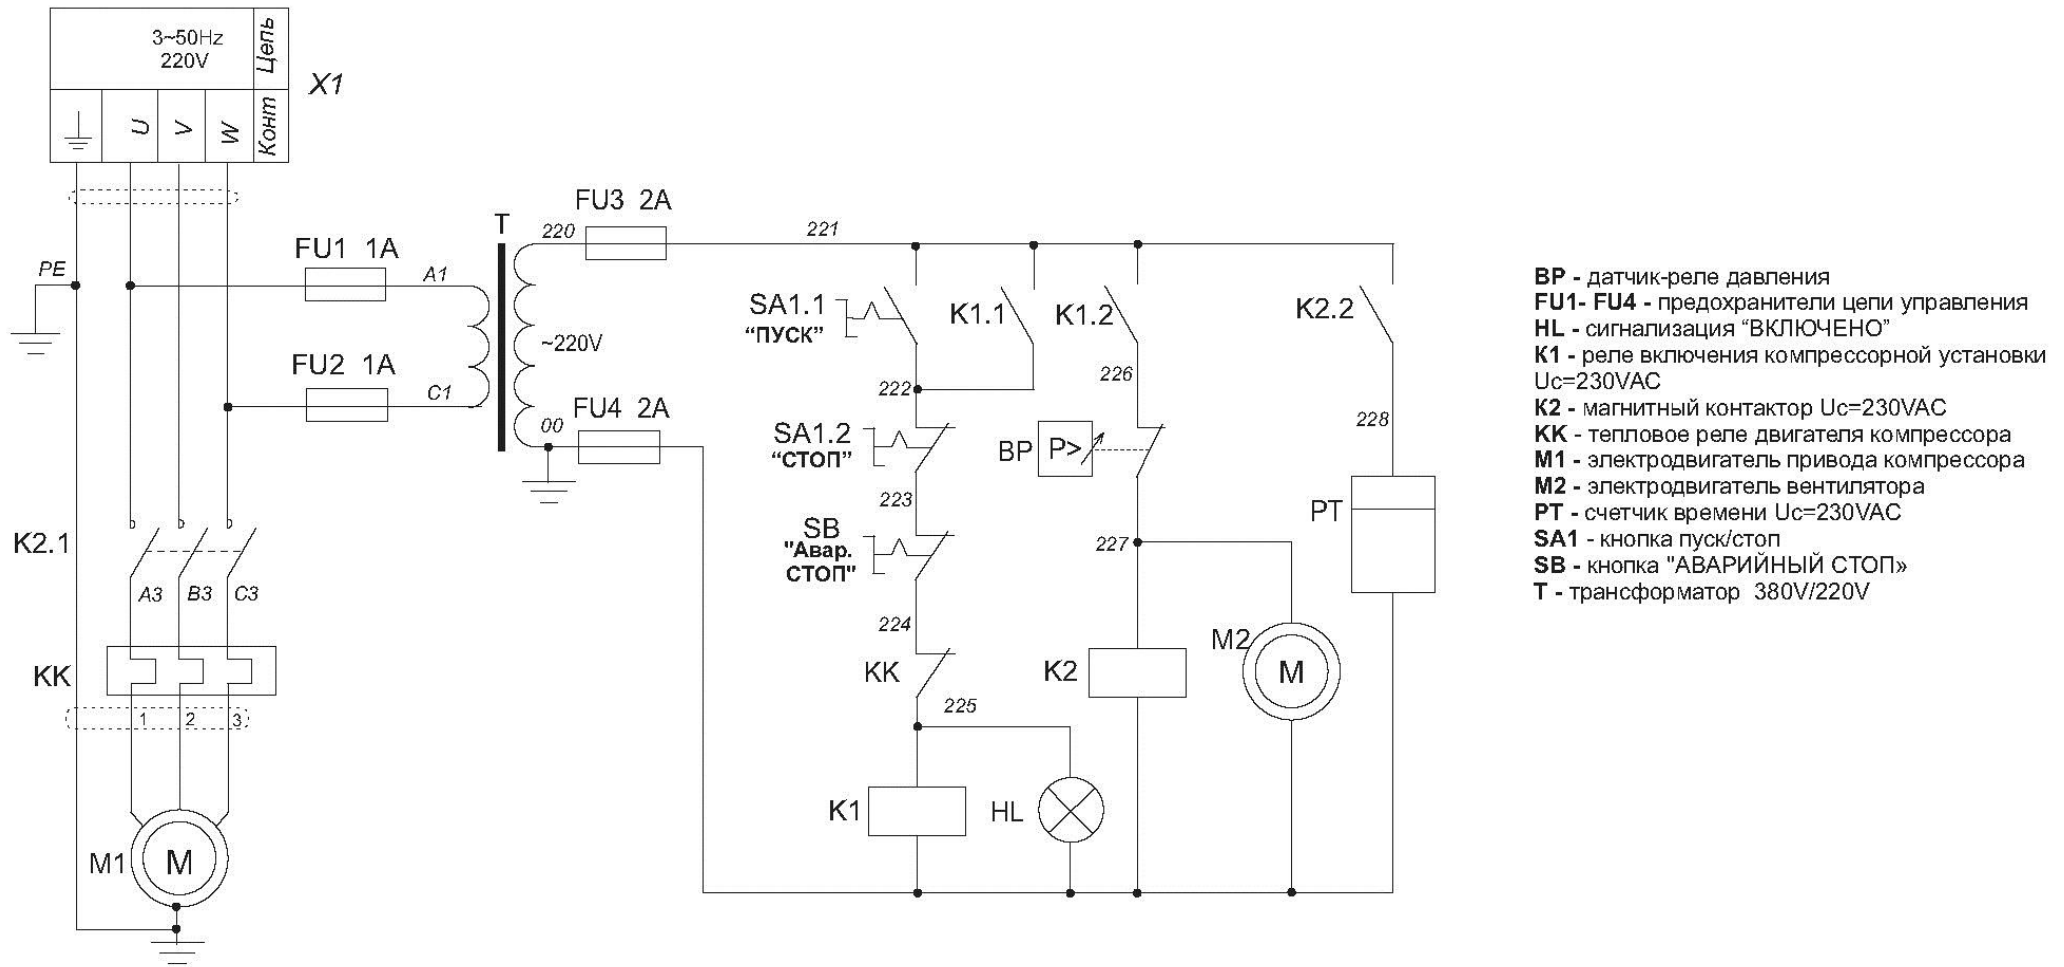 3~50Hz
220V
Цепь
X1
U
V
W
Конт
PE
FU1 1A
A1
FU2 1A
C1
T
220
FU3 2A
221
~220V
00
FU4 2A
SA1.1
“ПУСК”
K1.1
K1.2
K2.2
222
226
228
SA1.2
“СТОП”
BP
P>
223
SB
"Авар.
СТОП"
227
PT
224
K2.1
A3
B3
C3
KK
1
2
3
KK
225
K2
M2
M
K1
HL
M1
M
BP - датчик-реле давления
FU1- FU4 - предохранители цепи управления
HL - сигнализация “ВКЛЮЧЕНО”
К1 - реле включения компрессорной установки
Uc=230VAC
К2 - магнитный контактор Uc=230VAC
КК - тепловое реле двигателя компрессора
М1 - электродвигатель привода компрессора
М2 - электродвигатель вентилятора
PT - счетчик времени Uc=230VAC
SA1 - кнопка пуск/стоп
SB - кнопка "АВАРИЙНЫЙ СТОП»
T - трансформатор 380V/220V